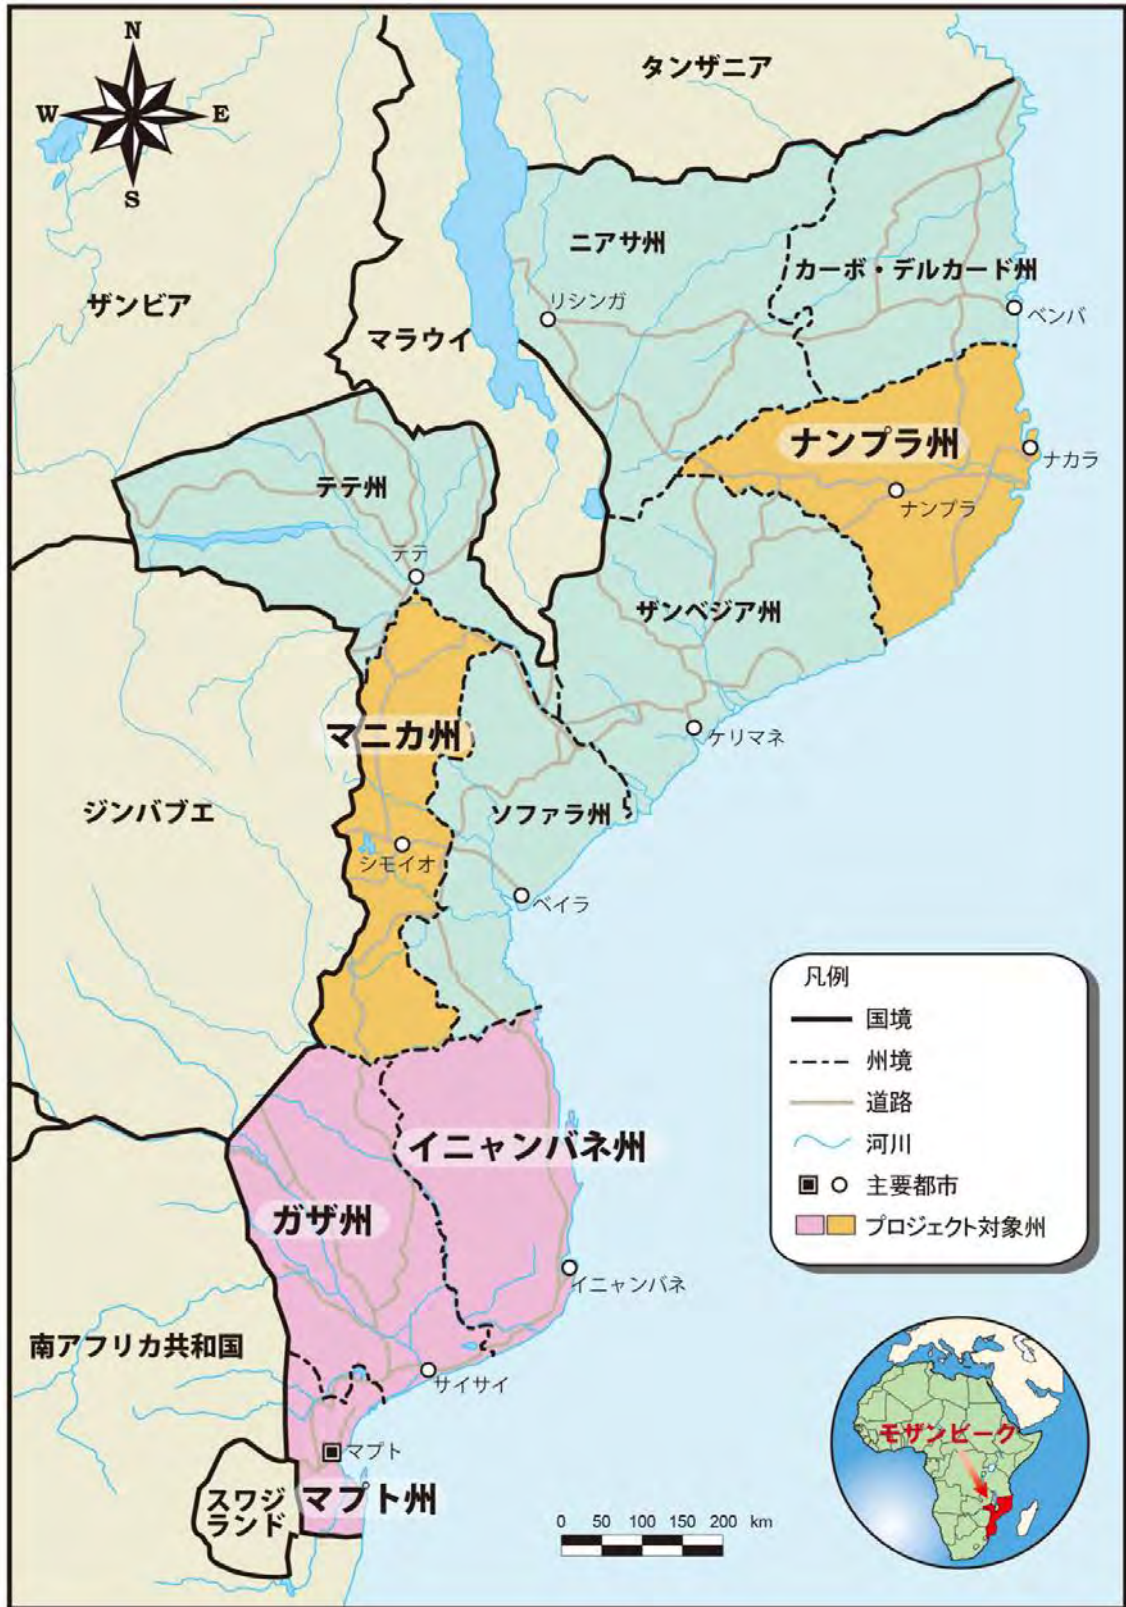 N
W
E
S
タンザニア
ニアサ州
カーボ・デルカード州
ザンビア
リシンガ
ペンバ
マラウイ
ナンプラ州
ナカラ
テテ州
ナンプラ
テテ
ザンベジア州
マニカ州
ケリマネ
ジンバブエ
ソファラ州
シモイオ
ベイラ
凡例
国境
州境
道路
河川
主要都市
プロジェクト対象州
イニャンバネ州
ガザ州
イニャンバネ
南アフリカ共和国
サイサイ
モザンビーク
マプト
スワジ
ランド
マプト州
0 50 100 150 200 km